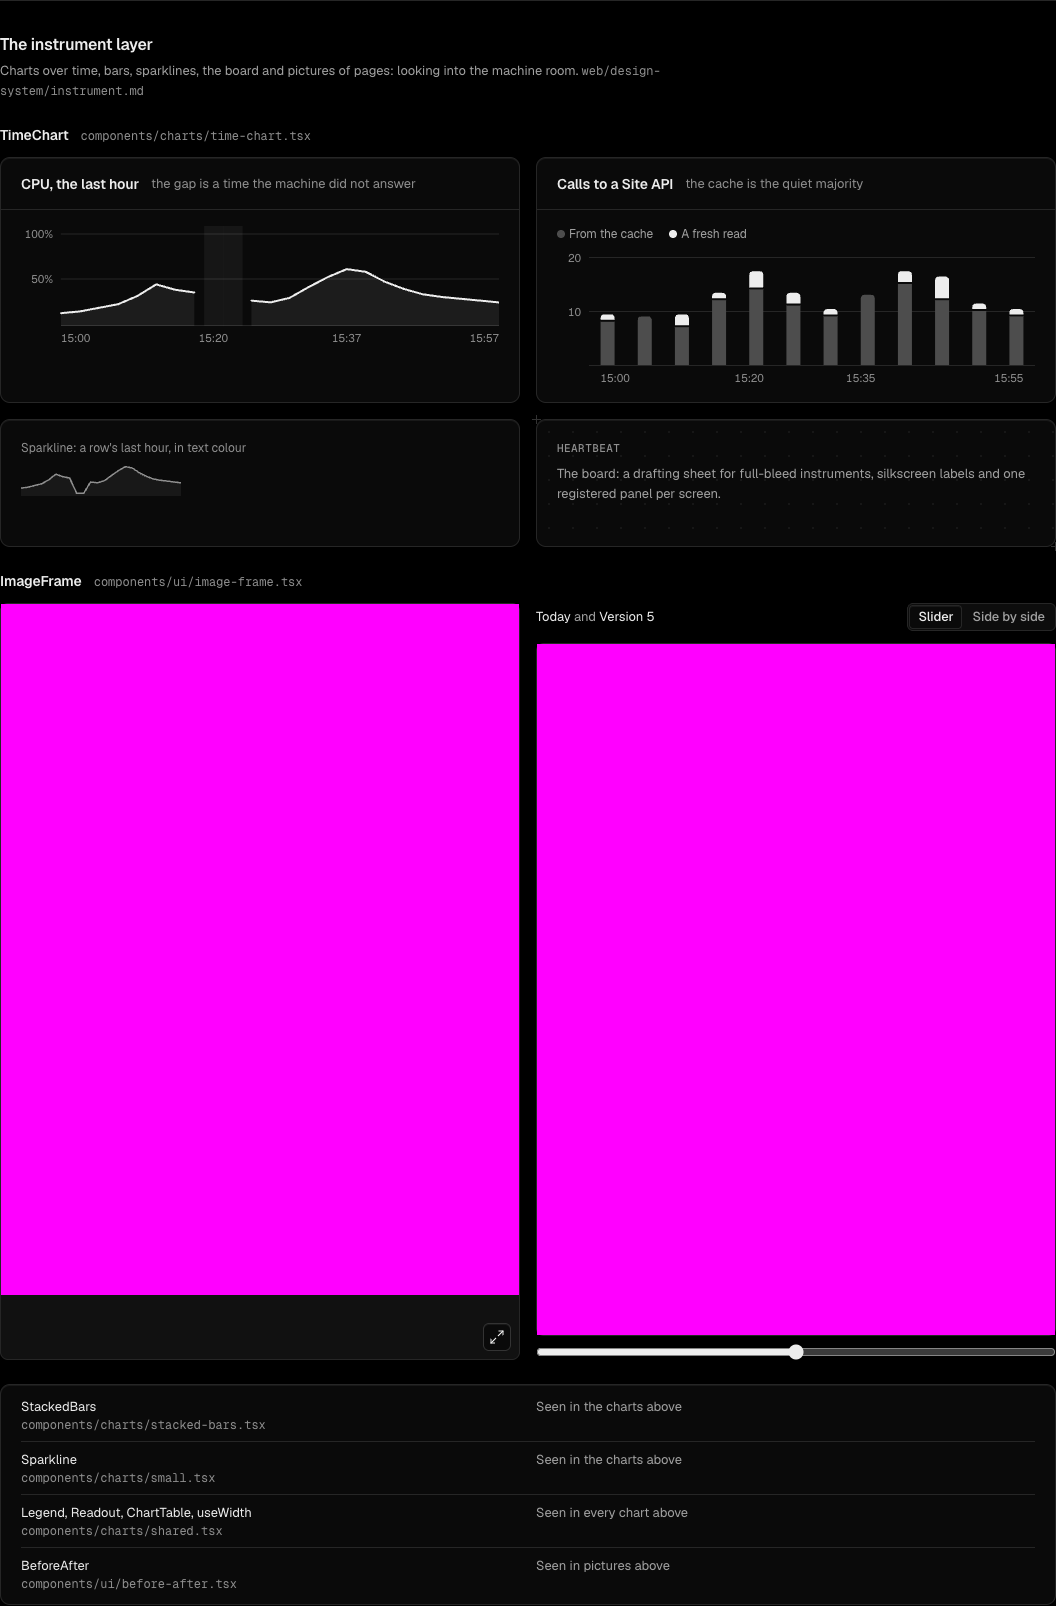 The instrument layer
Charts over time, bars, sparklines, the board and pictures of pages: looking into the machine room. web/design-
system/instrument.md
TimeChart components/charts/time-chart.tsx
CPU, the last hour the gap is a time the machine did not answer
100%
50%
15:00 15:20 15:37 15:57
Calls to a Site API the cache is the quiet majority
From the cache A fresh read
20
10
15:00 15:20 15:35 15:55
Sparkline: a row's last hour, in text colour
HEARTBEAT
The board: a drafting sheet for full-bleed instruments, silkscreen labels and one
registered panel per screen.
ImageFrame components/ui/image-frame.tsx
Today and Version 5
Slider Side by side
StackedBars Seen in the charts above
components/charts/stacked-bars.tsx
Sparkline Seen in the charts above
components/charts/small.tsx
Legend, Readout, ChartTable, useWidth Seen in every chart above
components/charts/shared.tsx
BeforeAfter Seen in pictures above
components/ui/before-after.tsx